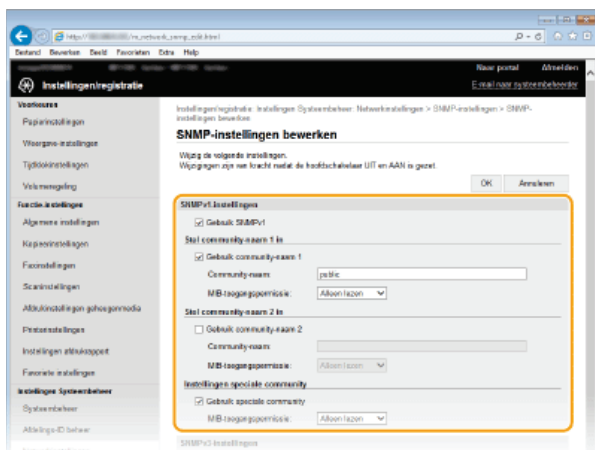 Bestand Bewerken Beeld Favorieten Extra Help
Naar portal Afmelden
Instellingen/registratie
E-mail naar systeembeheerder
Voorkeuren
Papierinstellingen
Weergave-instellingen
Tijdklokinstellingen
Volumeregeling
Functie-instellingen
Algemene instellingen
Kopieerinstellingen
Faxinstellingen
Scaninstellingen
Afdrukinstellingen geheugenmedia
Printerinstellingen
Instellingen afdrukrapport
Favoriete instellingen
Instellingen Systeembeheer
Systeembeheer
Afdelings-ID beheer
Instellingen/registratie: Instellingen Systeembeheer: Netwerkinstellingen > SNMP-instellingen > SNMP-
instellingen bewerken
SNMP-instellingen bewerken
Wijzig de volgende instellingen.
Wijzigingen zijn van kracht nadat de hoofdschakelaar UIT en AAN is gezet.
OK Annuleren
SNMPv1-instellingen
Gebruik SNMPv1
Stel community-naam 1 in
Gebruik community-naam 1
Community-naam: public
MIB-toegangspermissie: Alleen lezen
Stel community-naam 2 in
Gebruik community-naam 2
Community-naam:
MIB-toegangspermissie: Alleen lezen
Instellingen speciale community
Gebruik speciale community
MIB-toegangspermissie: Alleen lezen
SNMPv3-instellingen